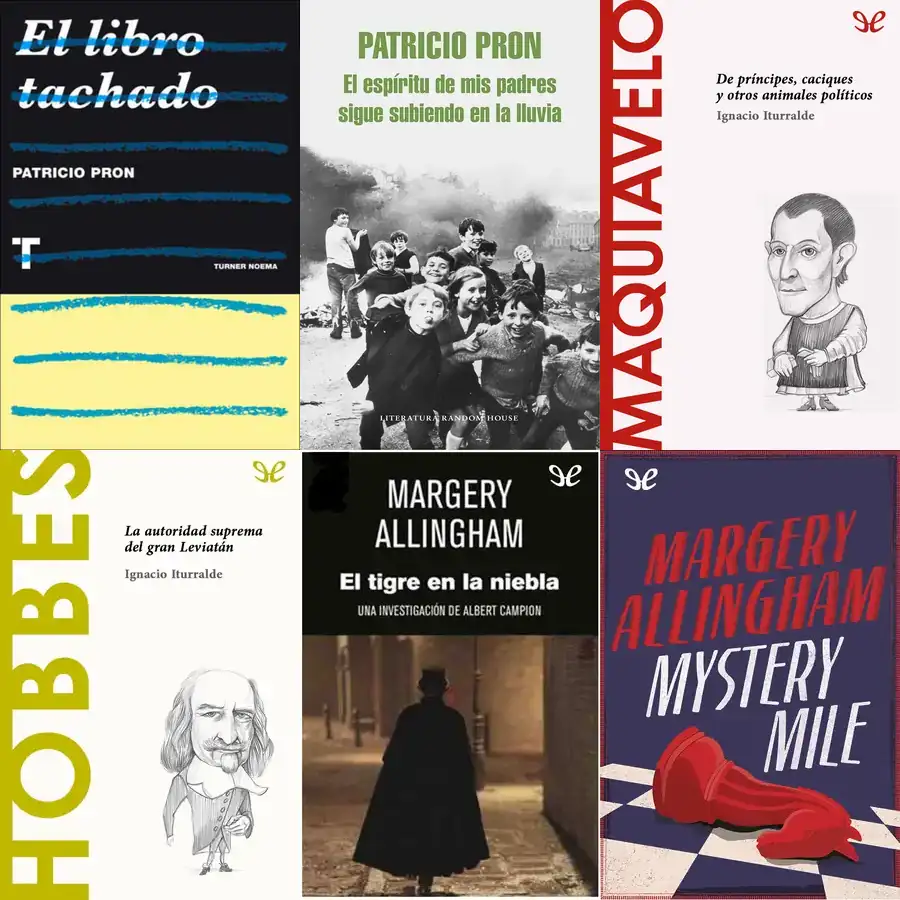 El libro
tachado
PATRICIO PRON
T
TURNER NOEMA
PATRICIO PRON
El espíritu de mis padres
sigue subiendo en la lluvia
LITERATURA RANDOM HOUSE
MAQUIAVELO
De príncipes, caciques
y otros animales políticos
Ignacio Iturralde
HOBBES
La autoridad suprema
del gran Leviatán
Ignacio Iturralde
MARGERY
ALLINGHAM
El tigre en la niebla
UNA INVESTIGACIÓN DE ALBERT CAMPION
MARGERY
ALLINGHAM
MYSTERY
MILE